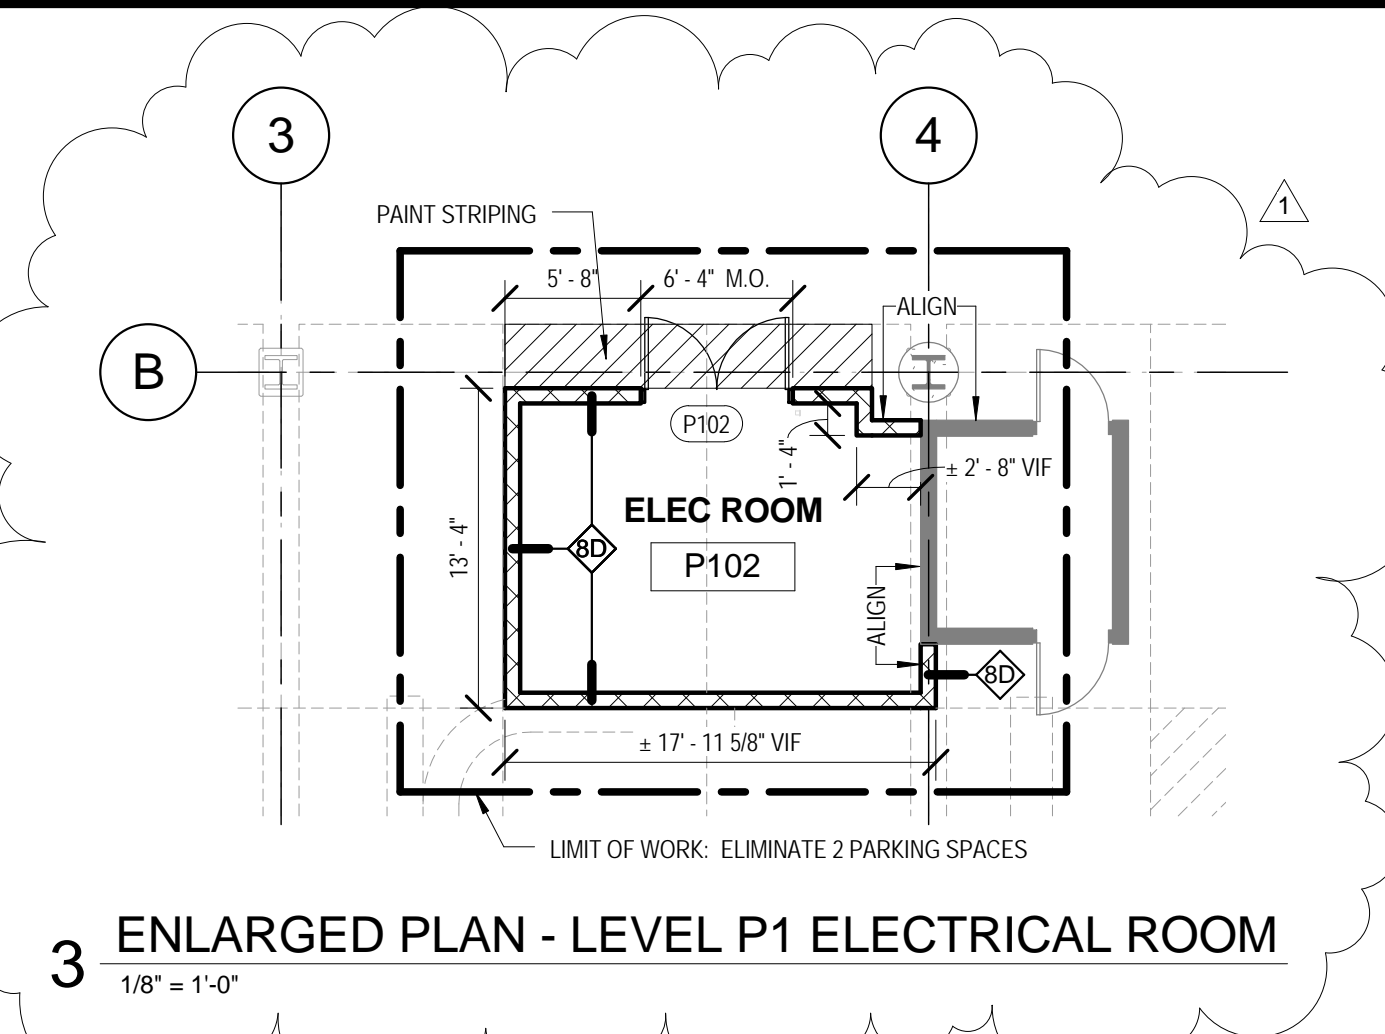 3
4
1
PAINT STRIPING
5' - 8"
6' - 4" M.O.
ALIGN
B
P102
1' - 4"
± 2' - 8" VIF
ELEC ROOM
P102
13' - 4"
8D
ALIGN
8D
± 17' - 11 5/8" VIF
LIMIT OF WORK: ELIMINATE 2 PARKING SPACES
3
ENLARGED PLAN - LEVEL P1 ELECTRICAL ROOM
1/8" = 1'-0"